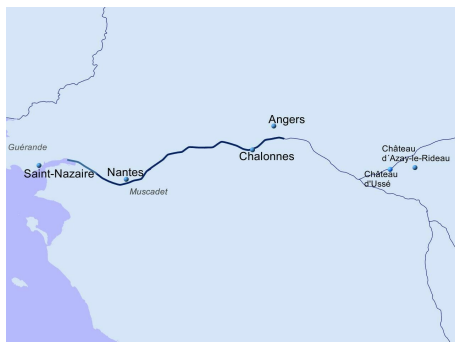 Angers
Château
d´Azay-le-Rideau
Guérande
Chalonnes
Saint-Nazaire
Nantes
Château
d'Ussé
Muscadet